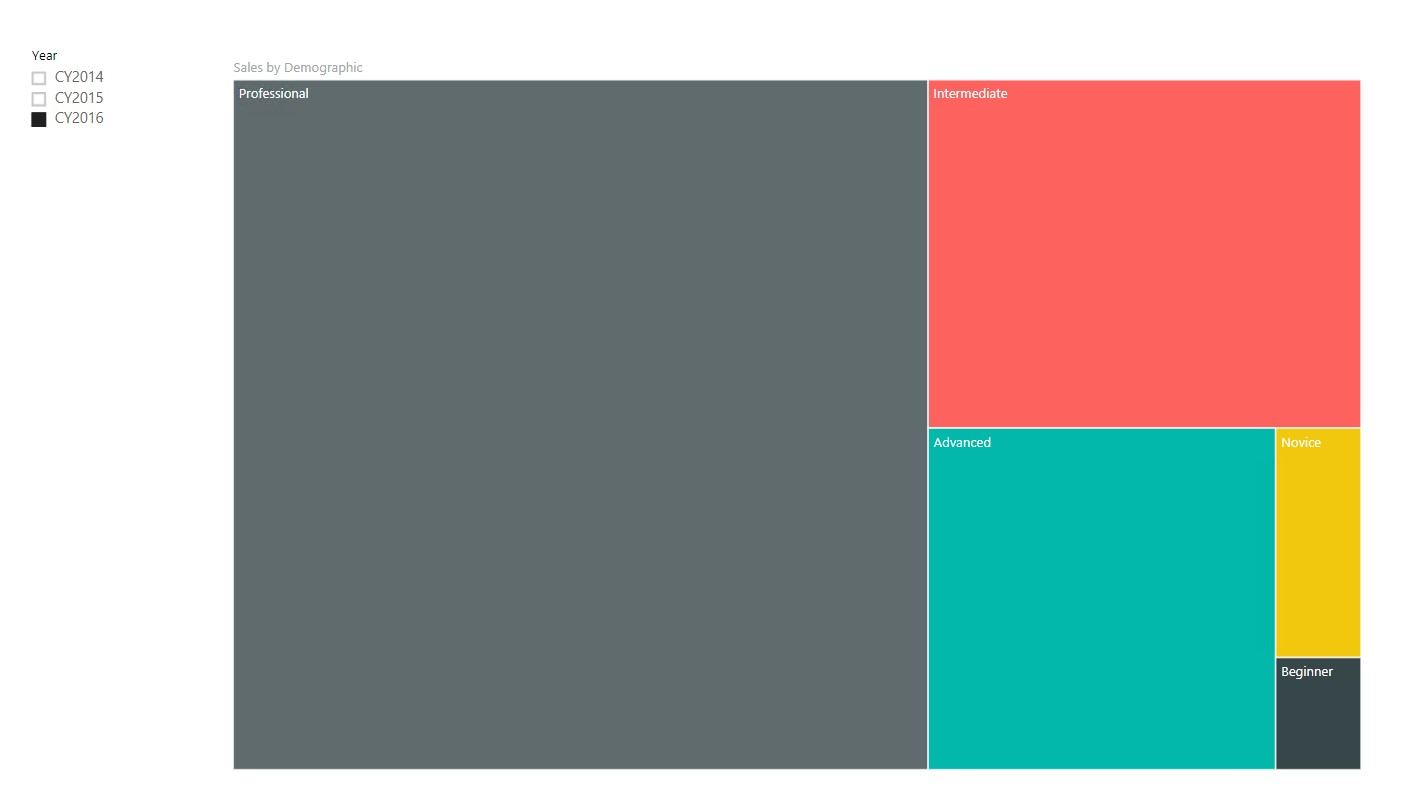 Year
CY2014
CY2015
CY2016
Sales by Demographic
Professional
Intermediate
Advanced
Novice
Beginner